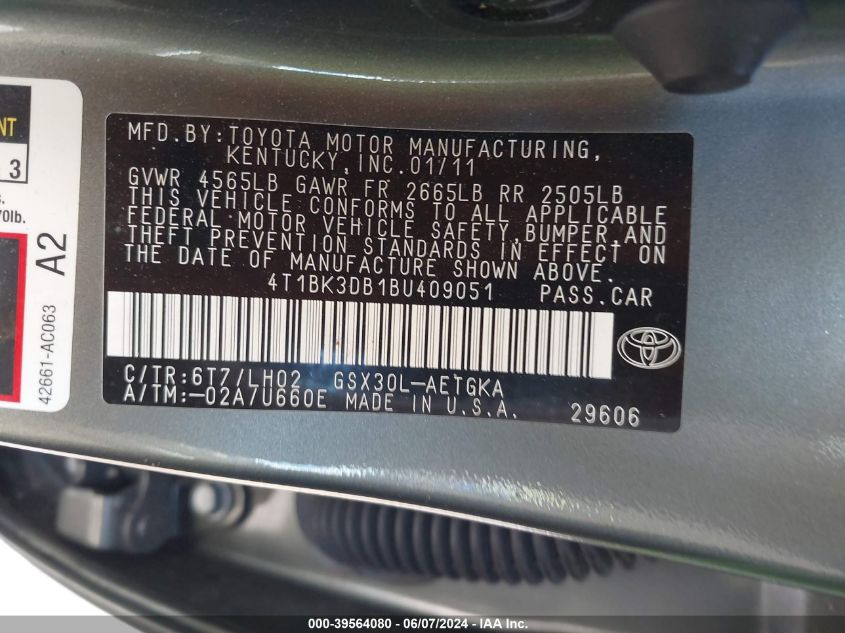 NT
3
s.
70lb.
A2
42661-AC063
MFD.BY:TOYOTA MOTOR MANUFACTURING,
KENTUCKY,INC.01/11
GVWR 4565LB GAWR FR 2665LB RR 2505LB
THIS VEHICLE CONFORMS TO ALL APPLICABLE
FEDERAL MOTOR VEHICLE SAFETY,BUMPER,AND
THEFT PREVENTION STANDARDS IN EFFECT ON
THE DATE OF MANUFACTURE SHOWN ABOVE.
4T1BK3DB1BU409051 PASS.CAR
C/TR:6T7/LH02 GSX30L-AETGKA
A/TM:-02A/U660E MADE IN U.S.A. 29606
000-39564080 - 06/07/2024 - IAA Inc.